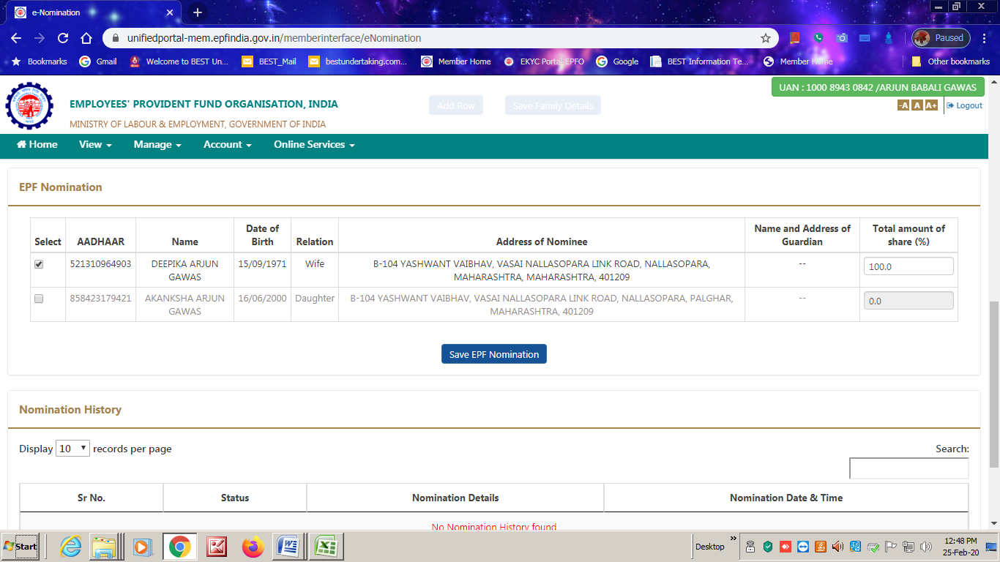 e-Nomination
unifiedportal-mem.epfindia.gov.in/memberinterface/eNomination
Paused
Bookmarks Gmail Welcome to BEST Un... BEST_Mail bestundertaking.com... Member Home EKYC Portal-EPFO Google BEST Information Te... Member Home Other bookmarks
UAN : 1000 8943 0842 /ARJUN BABALI GAWAS
EMPLOYEES' PROVIDENT FUND ORGANISATION, INDIA
Add Row Save Family Details
-A A A+ Logout
MINISTRY OF LABOUR & EMPLOYMENT, GOVERNMENT OF INDIA
Home View Manage Account Online Services
EPF Nomination
Select AADHAAR Name Date of Birth Relation Address of Nominee Name and Address of Guardian Total amount of share (%)
521310964903 DEEPIKA ARJUN GAWAS 15/09/1971 Wife B-104 YASHWANT VAIBHAV, VASAI NALLASOPARA LINK ROAD, NALLASOPARA, MAHARASHTRA, MAHARASHTRA, 401209 -- 100.0
858423179421 AKANKSHA ARJUN GAWAS 16/06/2000 Daughter B-104 YASHWANT VAIBHAV, VASAI NALLASOPARA LINK ROAD, NALLASOPARA, PALGHAR, MAHARASHTRA, 401209 -- 0.0
Save EPF Nomination
Nomination History
Display 10 records per page
Search:
Sr No. Status Nomination Details Nomination Date & Time
No Nomination History found
Start
Desktop
12:48 PM
25-Feb-20